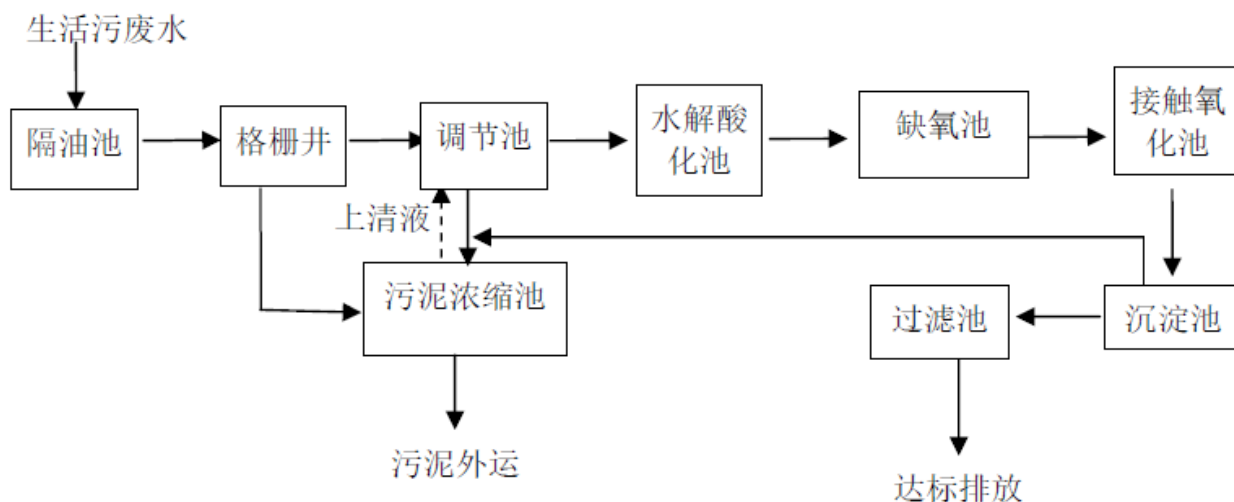 生活污废水
隔油池
格栅井
调节池
水解酸
化池
缺氧池
接触氧
化池
上清液
污泥浓缩池
过滤池
沉淀池
污泥外运
达标排放